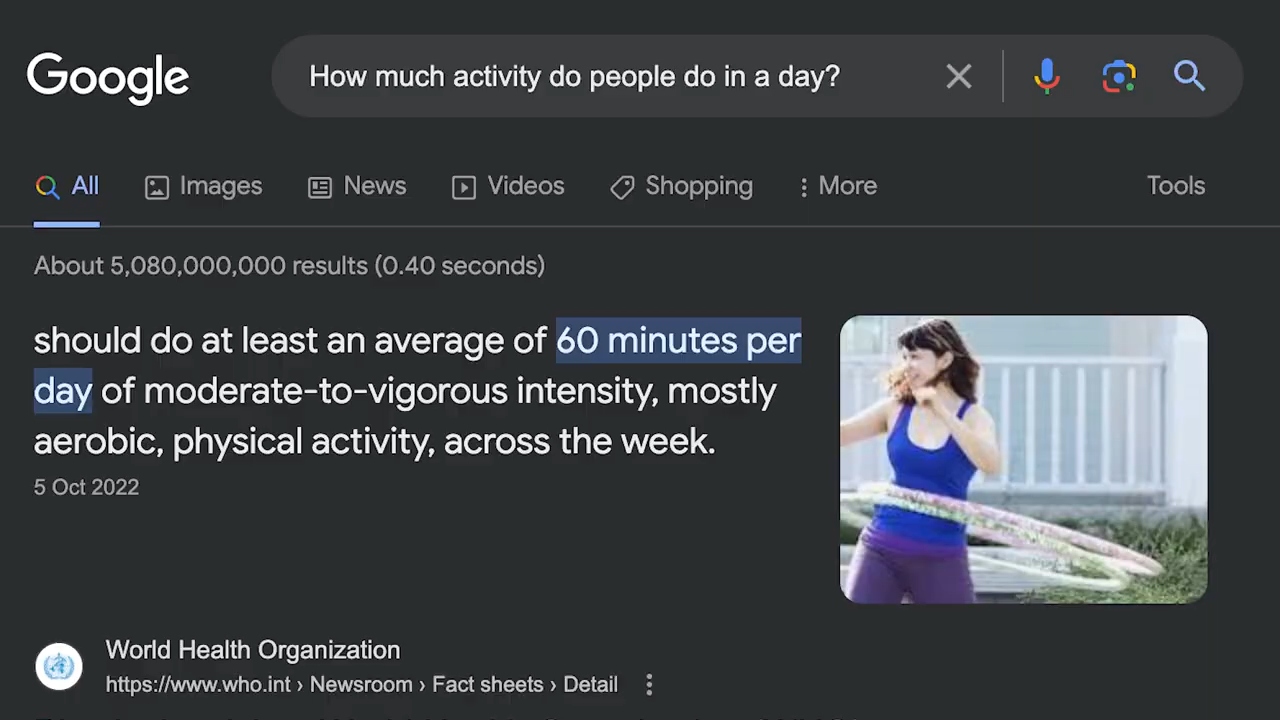 Google
How much activity do people do in a day?
All
Images
News
Videos
Shopping
More
Tools
About 5,080,000,000 results (0.40 seconds)
should do at least an average of 60 minutes per
day of moderate-to-vigorous intensity, mostly
aerobic, physical activity, across the week.
5 Oct 2022
World Health Organization
https://www.who.int › Newsroom › Fact sheets › Detail